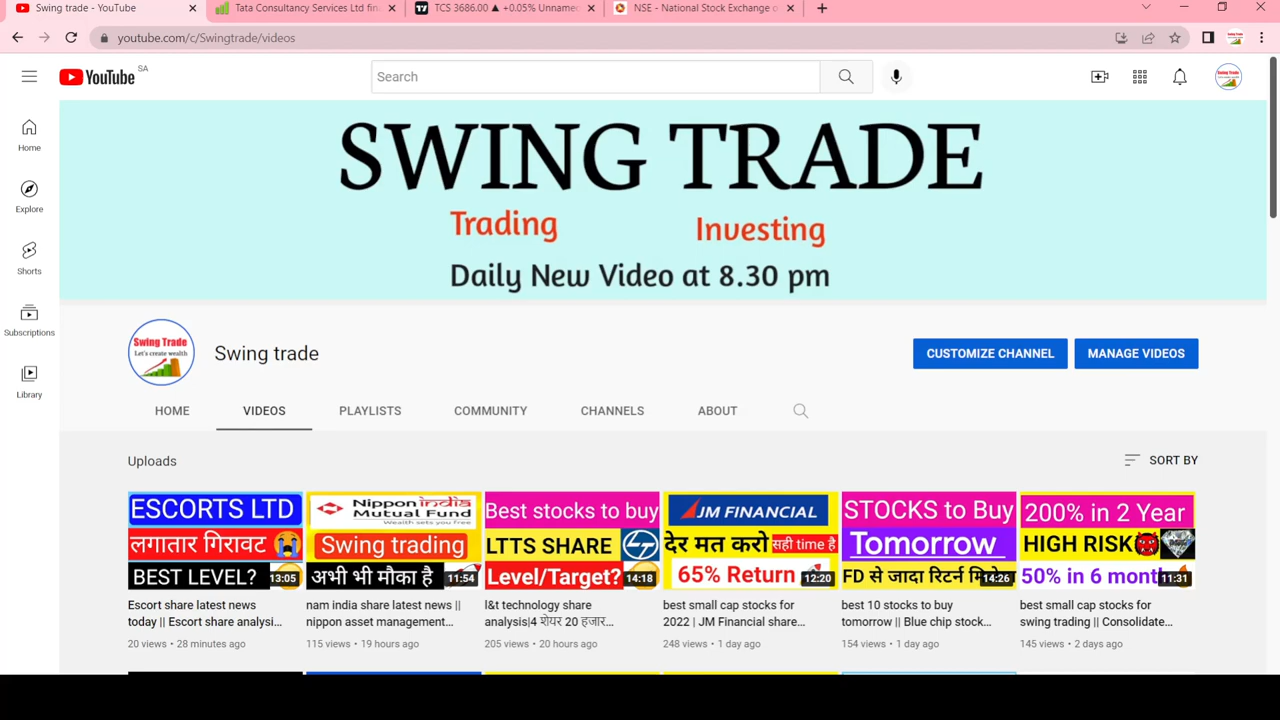 Swing trade - YouTube
Tata Consultancy Services Ltd fin
TCS 3686.00 ▲ +0.05% Unname
NSE - National Stock Exchange o
youtube.com/c/Swingtrade/videos
YouTube SA
Search
Home
Explore
Shorts
Subscriptions
Library
SWING TRADE
Trading Investing
Daily New Video at 8.30 pm
Swing Trade
Let's create wealth
Swing trade
CUSTOMIZE CHANNEL
MANAGE VIDEOS
HOME VIDEOS PLAYLISTS COMMUNITY CHANNELS ABOUT
Uploads
SORT BY
ESCORTS LTD
लगातार गिरावट
BEST LEVEL?
13:05
Escort share latest news
today || Escort share analysi...
20 views • 28 minutes ago
Nippon india
Mutual Fund
Wealth sets you free
Swing trading
अभी भी मौका है
11:54
nam india share latest news ||
nippon asset management...
115 views • 19 hours ago
Best stocks to buy
LTTS SHARE
Level/Target?
14:18
l&t technology share
analysis|4 शेयर 20 हजार...
205 views • 20 hours ago
JM FINANCIAL
देर मत करो सही time है
65% Return
12:20
best small cap stocks for
2022 | JM Financial share...
248 views • 1 day ago
STOCKS to Buy
Tomorrow
FD से जादा रिटर्न
14:26
best 10 stocks to buy
tomorrow || Blue chip stock...
154 views • 1 day ago
200% in 2 Year
HIGH RISK
50% in 6 mont
11:31
best small cap stocks for
swing trading || Consolidate...
145 views • 2 days ago